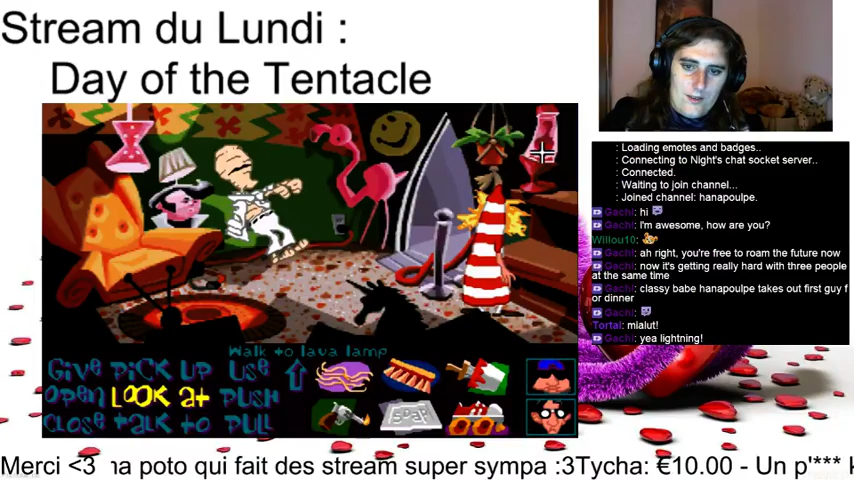 Stream du Lundi :
Day of the Tentacle
: Loading emotes and badges..
: Connecting to Night's chat socket server..
: Connected.
: Waiting to join channel...
: Joined channel: hanapoulpe.
Gachi: hi
Gachi: I'm awesome, how are you?
Willou10:
Gachi: ah right, you're free to roam the future now
Gachi: now it's getting really hard with three people
at the same time
Gachi: classy babe hanapoulpe takes out first guy f
or dinner
Gachi:
Tortai: mialut!
Gachi: yea lightning!
Walk to lava lamp
Give Pick up Use
Open Look at Push
Close Talk to Pull
SOAP
Merci <3 na poto qui fait des stream super sympa :3Tycha: €10.00 - Un p'*** k